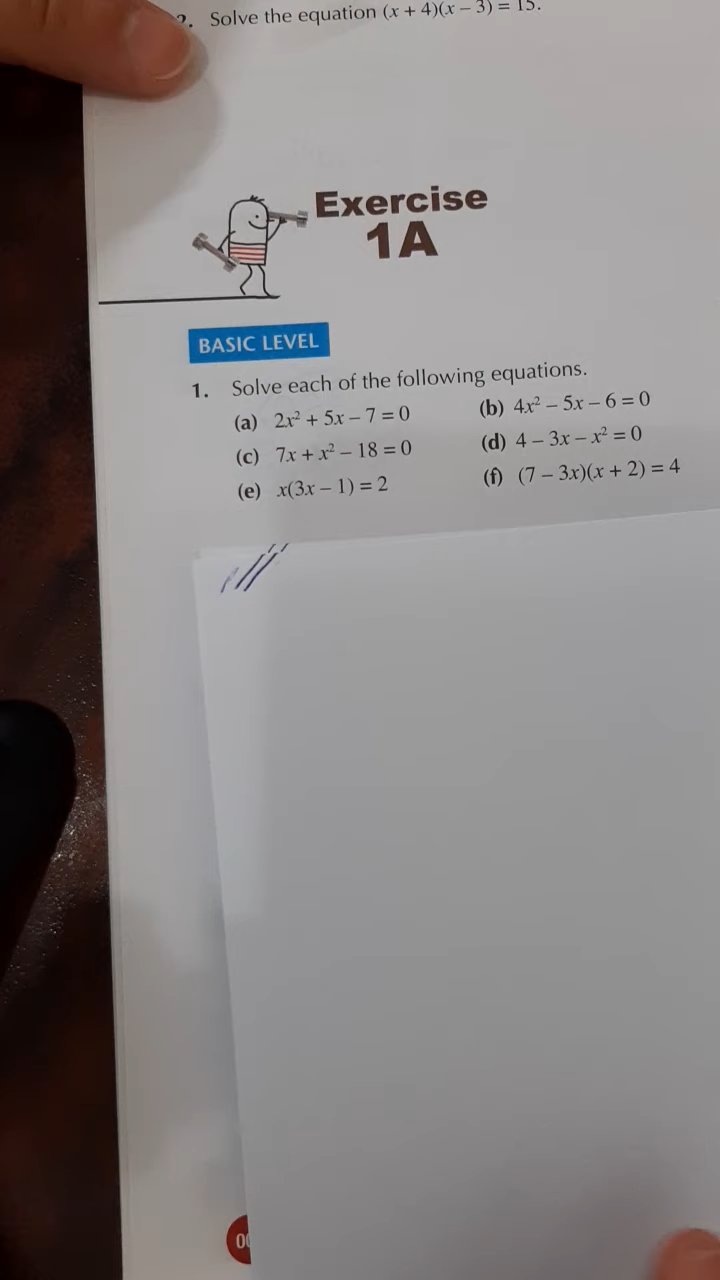 2. Solve the equation (x + 4)(x – 3) = 15.
Exercise
1A
BASIC LEVEL
1. Solve each of the following equations.
(a) 2x² + 5x – 7 = 0 (b) 4x² – 5x – 6 = 0
(c) 7x + x² – 18 = 0 (d) 4 – 3x – x² = 0
(e) x(3x – 1) = 2 (f) (7 – 3x)(x + 2) = 4